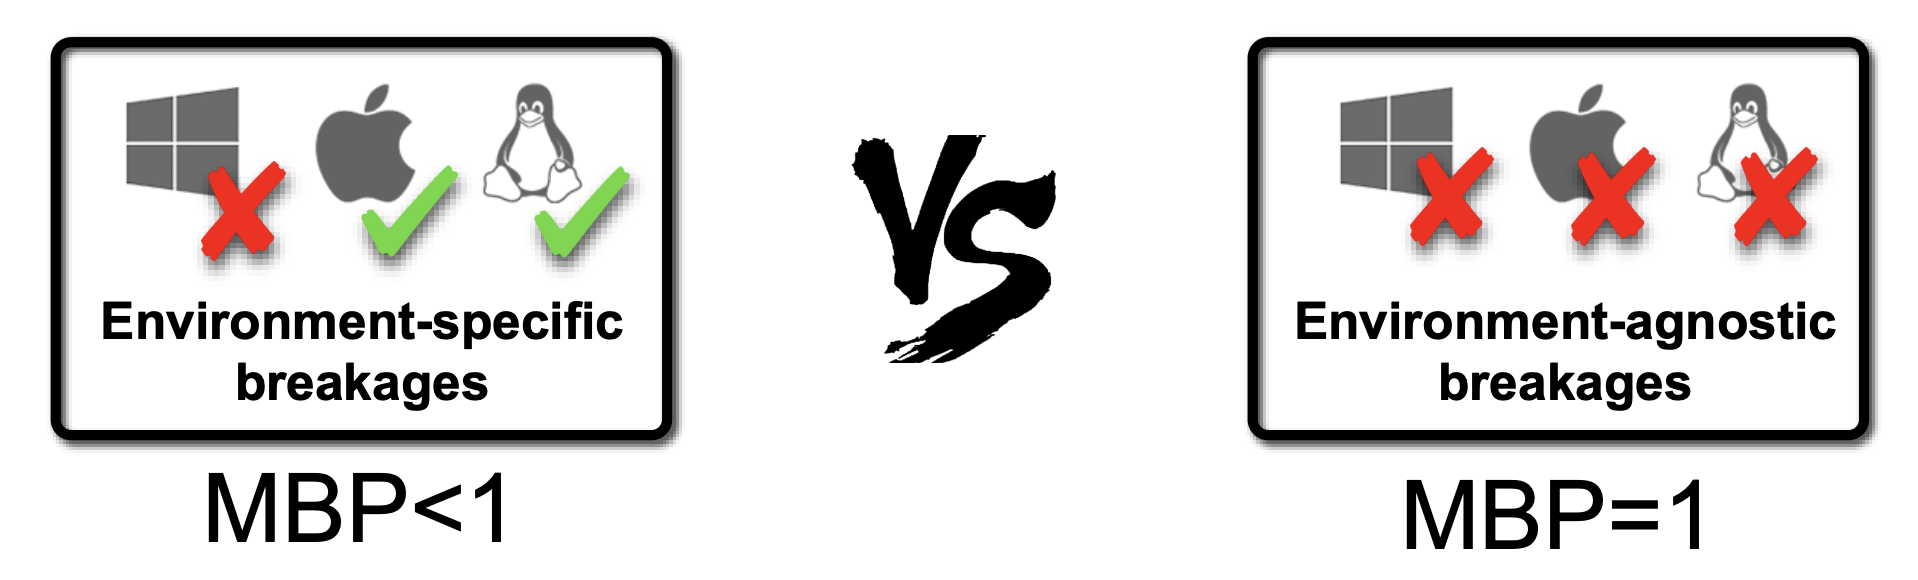 Environment-specific
breakages
MBP<1
VS
Environment-agnostic
breakages
MBP=1